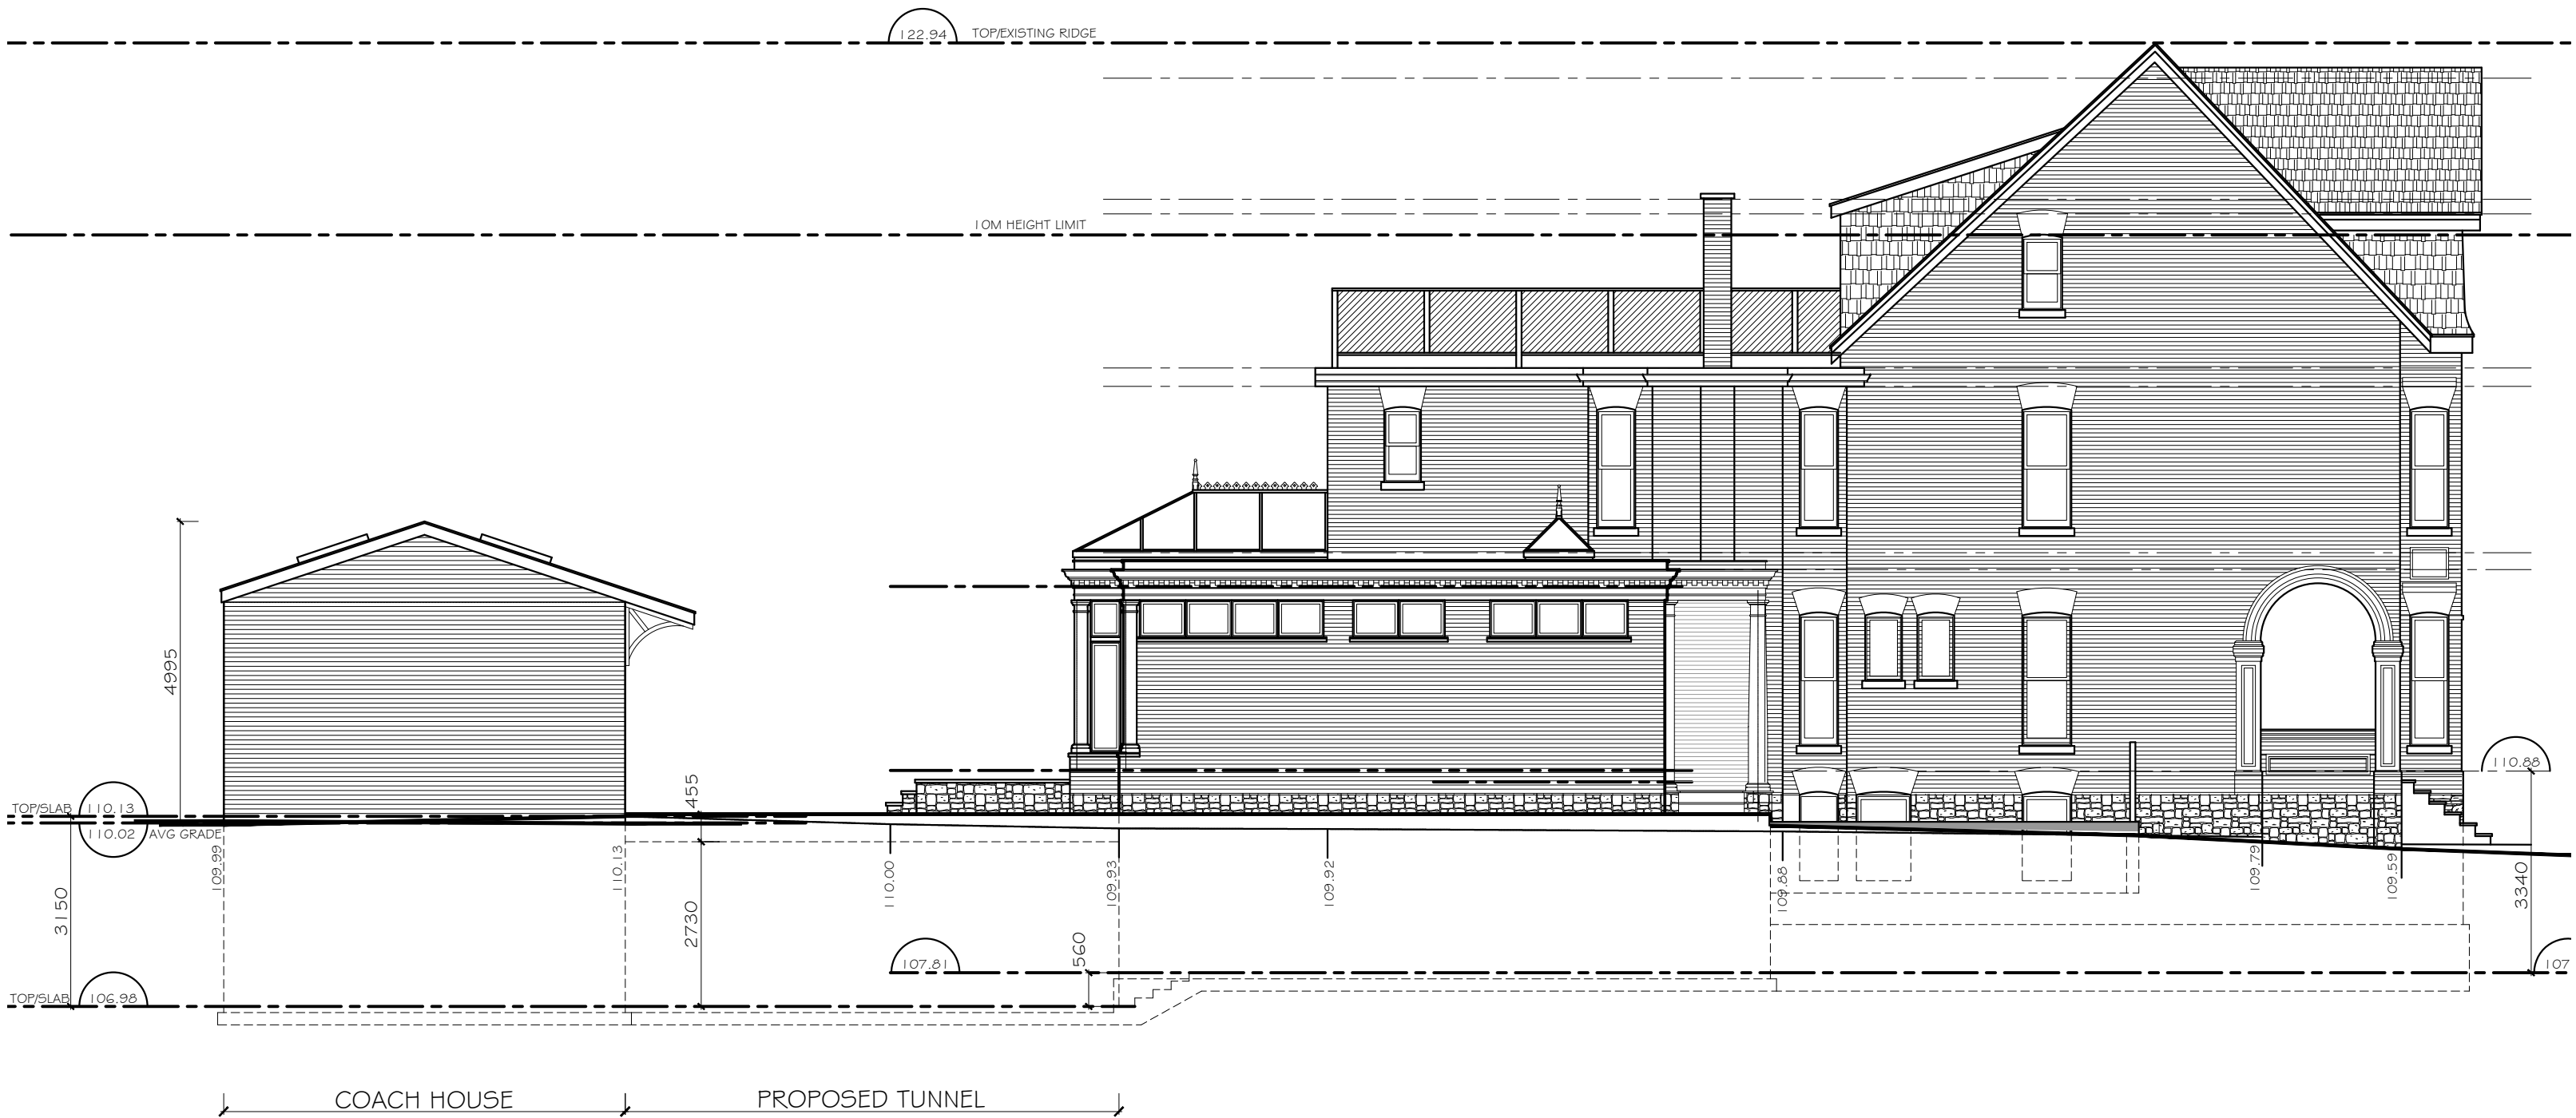 122.94 TOP/EXISTING RIDGE
10M HEIGHT LIMIT
4995
455
110.88
TOP/SLAB 110.13
110.02 AVG GRADE
109.99
110.13
110.00
109.93
109.92
109.88
109.79
109.59
3150
2730
3340
560
107.81
107
TOP/SLAB 106.98
COACH HOUSE
PROPOSED TUNNEL